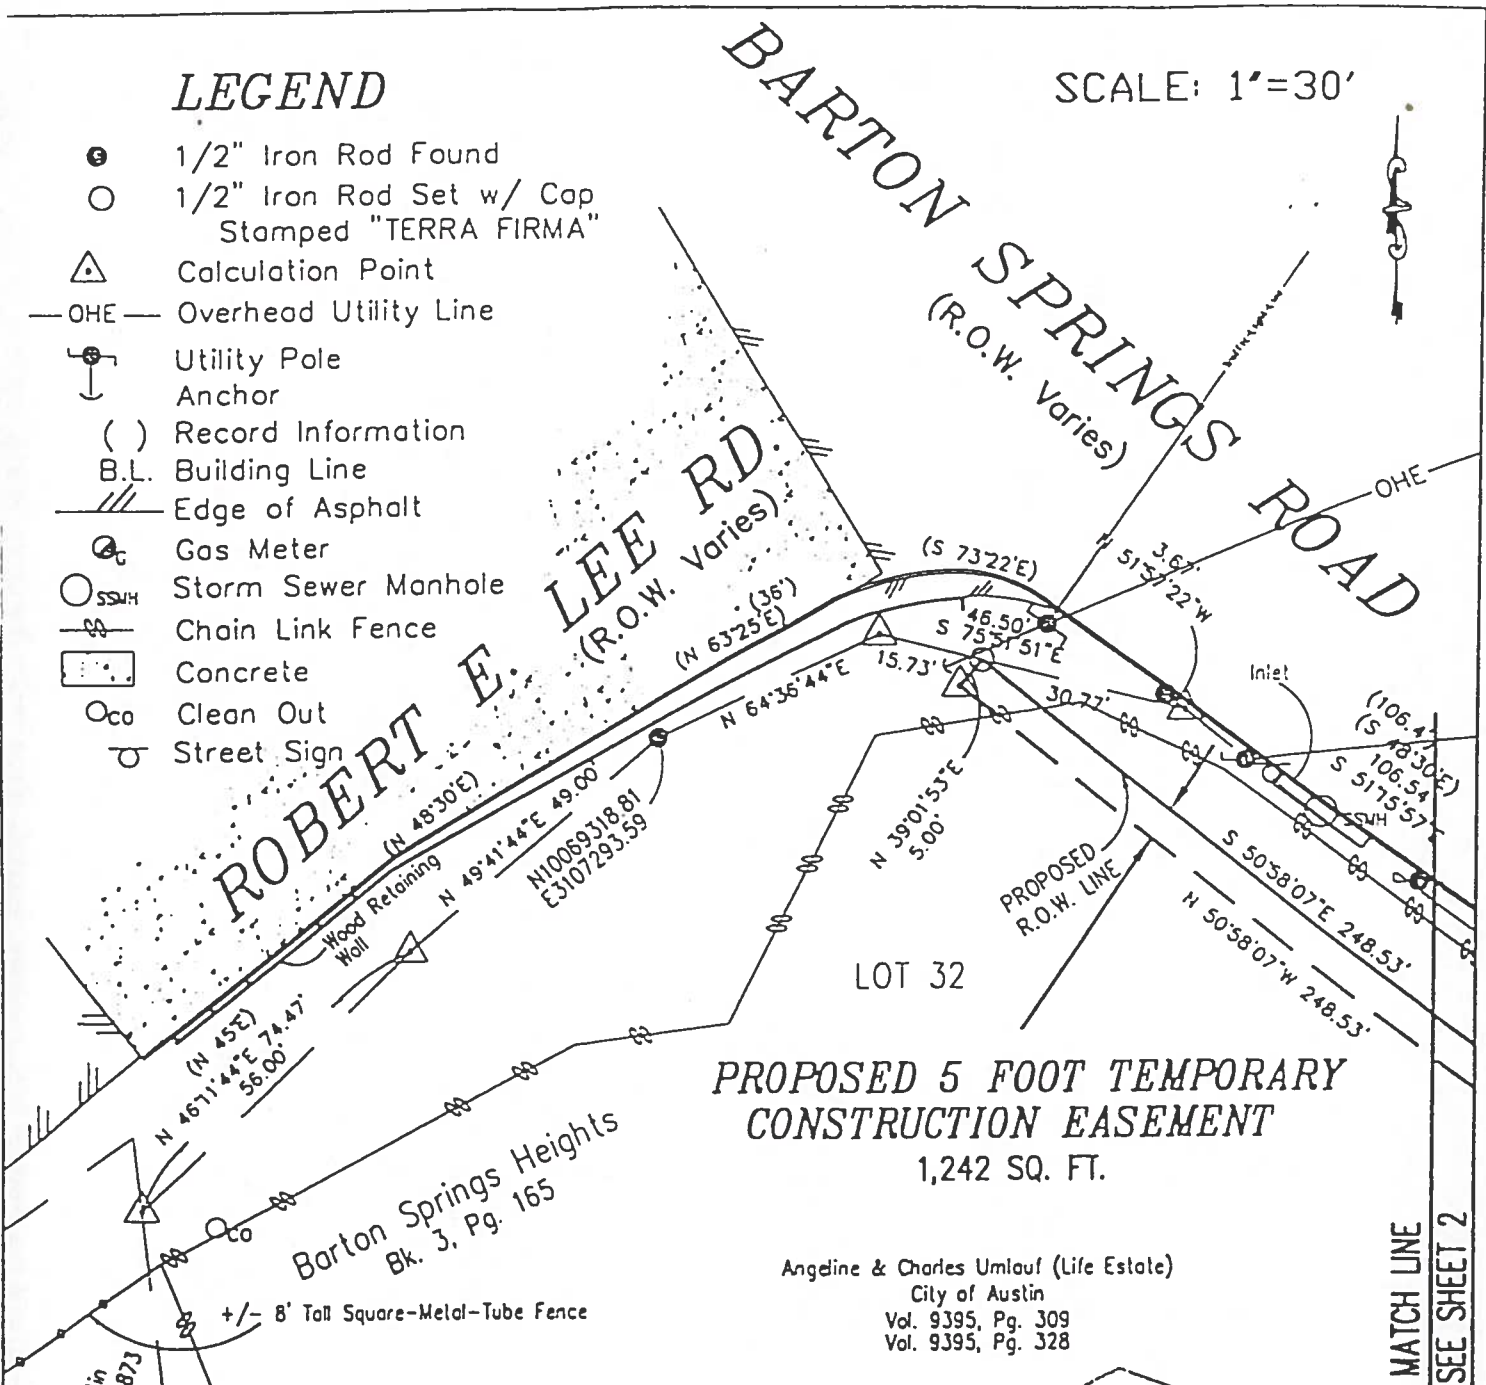 LEGEND
1/2" Iron Rod Found
1/2" Iron Rod Set w/ Cap
Stamped "TERRA FIRMA"
Calculation Point
OHE Overhead Utility Line
Utility Pole
Anchor
( ) Record Information
B.L. Building Line
Edge of Asphalt
G Gas Meter
SSWH Storm Sewer Manhole
Chain Link Fence
Concrete
CO Clean Out
Street Sign
SCALE: 1"=30'
BARTON SPRINGS ROAD
(R.O.W. Varies)
ROBERT E. LEE RD.
(R.O.W. Varies)
OHE
(S 73°22'E)
3.67'
N 51°57'22"W
(36')
(N 63°25'E)
46.50'
S 75°51'51"E
15.73'
30.77'
N 64°36'44"E
Inlet
(106.4
(S 48°30'E)
106.54
S 51°15'57"E
SSWH
(N 48°30'E)
N 49°41'44"E 49.00'
N10069318.81
E3107293.59
N 39°01'53"E
5.00'
PROPOSED
R.O.W. LINE
S 50°58'07"E 248.53'
N 50°58'07"W 248.53'
Wood Retaining
Wall
(N 45°E)
N 46°11'44"E 74.47'
56.00'
LOT 32
PROPOSED 5 FOOT TEMPORARY
CONSTRUCTION EASEMENT
1,242 SQ. FT.
Barton Springs Heights
Bk. 3, Pg. 165
CO
+/- 8' Tall Square-Metal-Tube Fence
Angeline & Charles Umlauf (Life Estate)
City of Austin
Vol. 9395, Pg. 309
Vol. 9395, Pg. 328
MATCH LINE
SEE SHEET 2
in
873